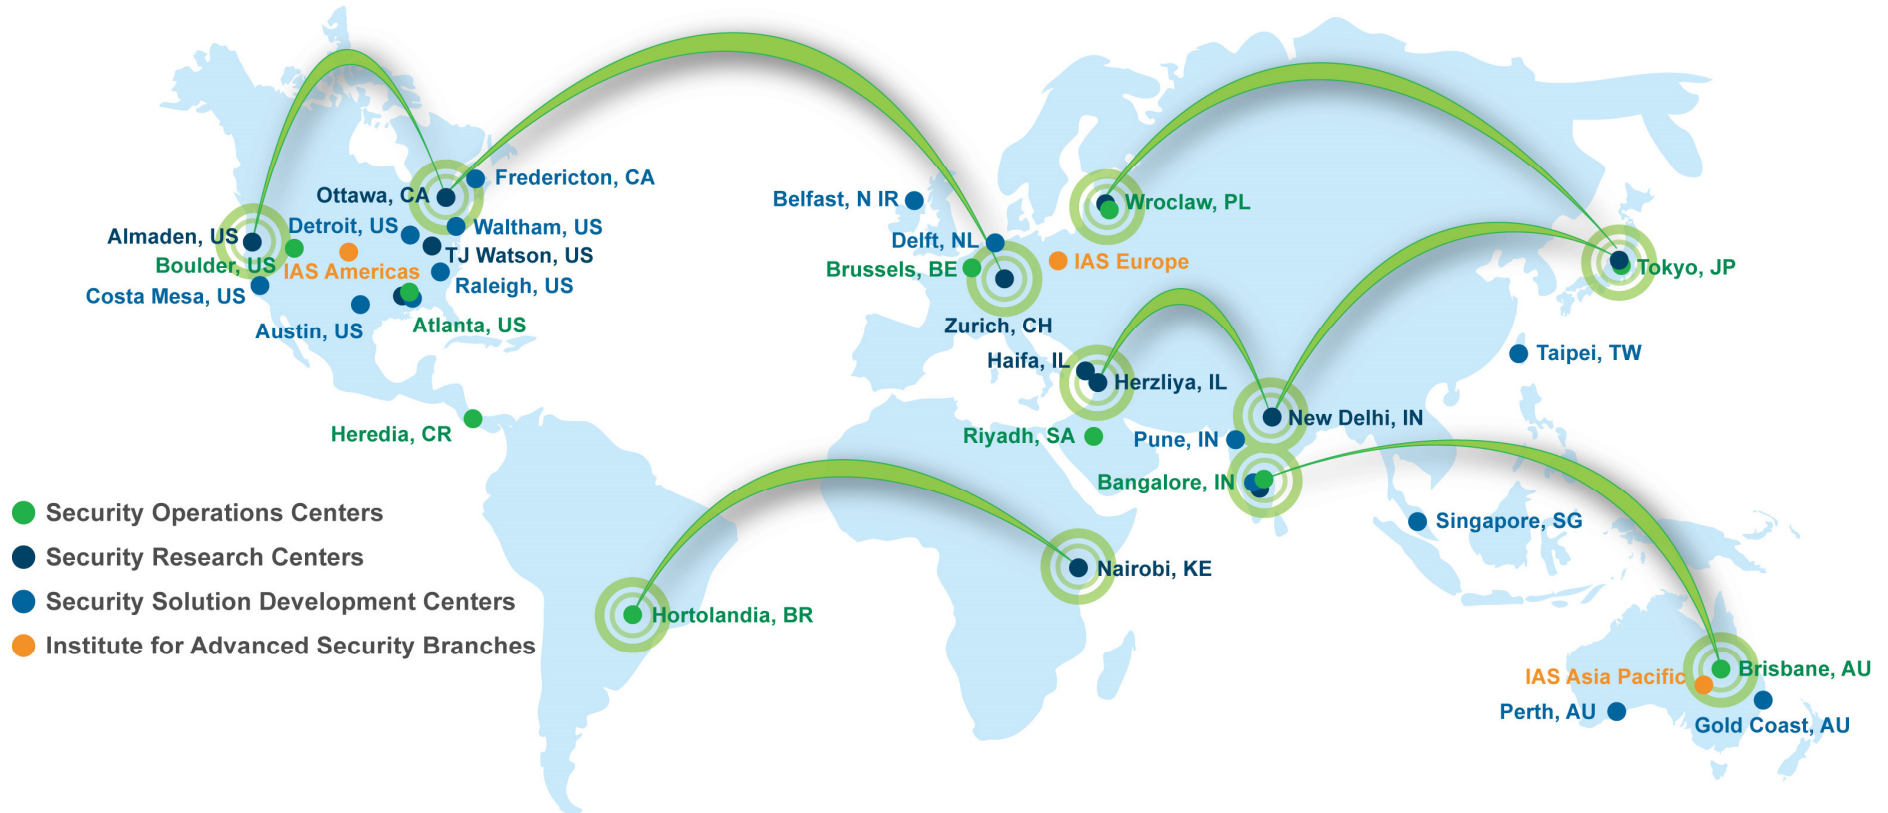 Fredericton, CA
Ottawa, CA
Detroit, US
Waltham, US
Almaden, US
TJ Watson, US
Boulder, US
IAS Americas
Costa Mesa, US
Raleigh, US
Austin, US
Atlanta, US
Heredia, CR
Belfast, N IR
Wroclaw, PL
Delft, NL
Brussels, BE
IAS Europe
Tokyo, JP
Zurich, CH
Haifa, IL
Herzliya, IL
Taipei, TW
New Delhi, IN
Riyadh, SA
Pune, IN
Bangalore, IN
Singapore, SG
Nairobi, KE
Hortolandia, BR
Security Operations Centers
Security Research Centers
Security Solution Development Centers
Institute for Advanced Security Branches
Brisbane, AU
IAS Asia Pacific
Perth, AU
Gold Coast, AU